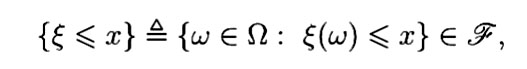 {ξ ⩽ x} ≜ {ω ∈ Ω : ξ(ω) ⩽ x} ∈ ℱ,